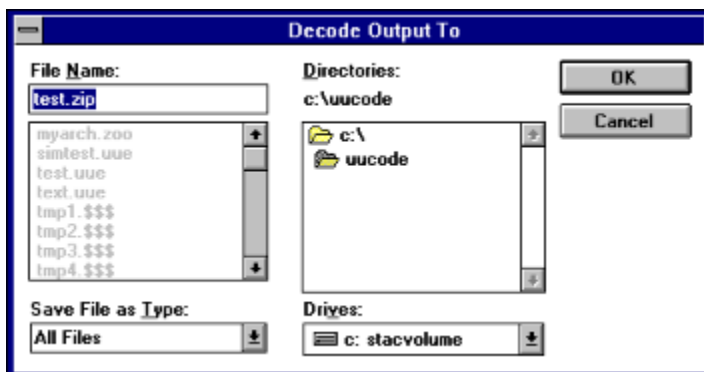 Decode Output To
File Name:
test.zip
myarch.zoo
simtest.uue
test.uue
text.uue
tmp1.$$$
tmp2.$$$
tmp3.$$$
tmp4.$$$
Save File as Type:
All Files
Directories:
c:\uucode
c:\
uucode
Drives:
c: stacvolume
OK
Cancel